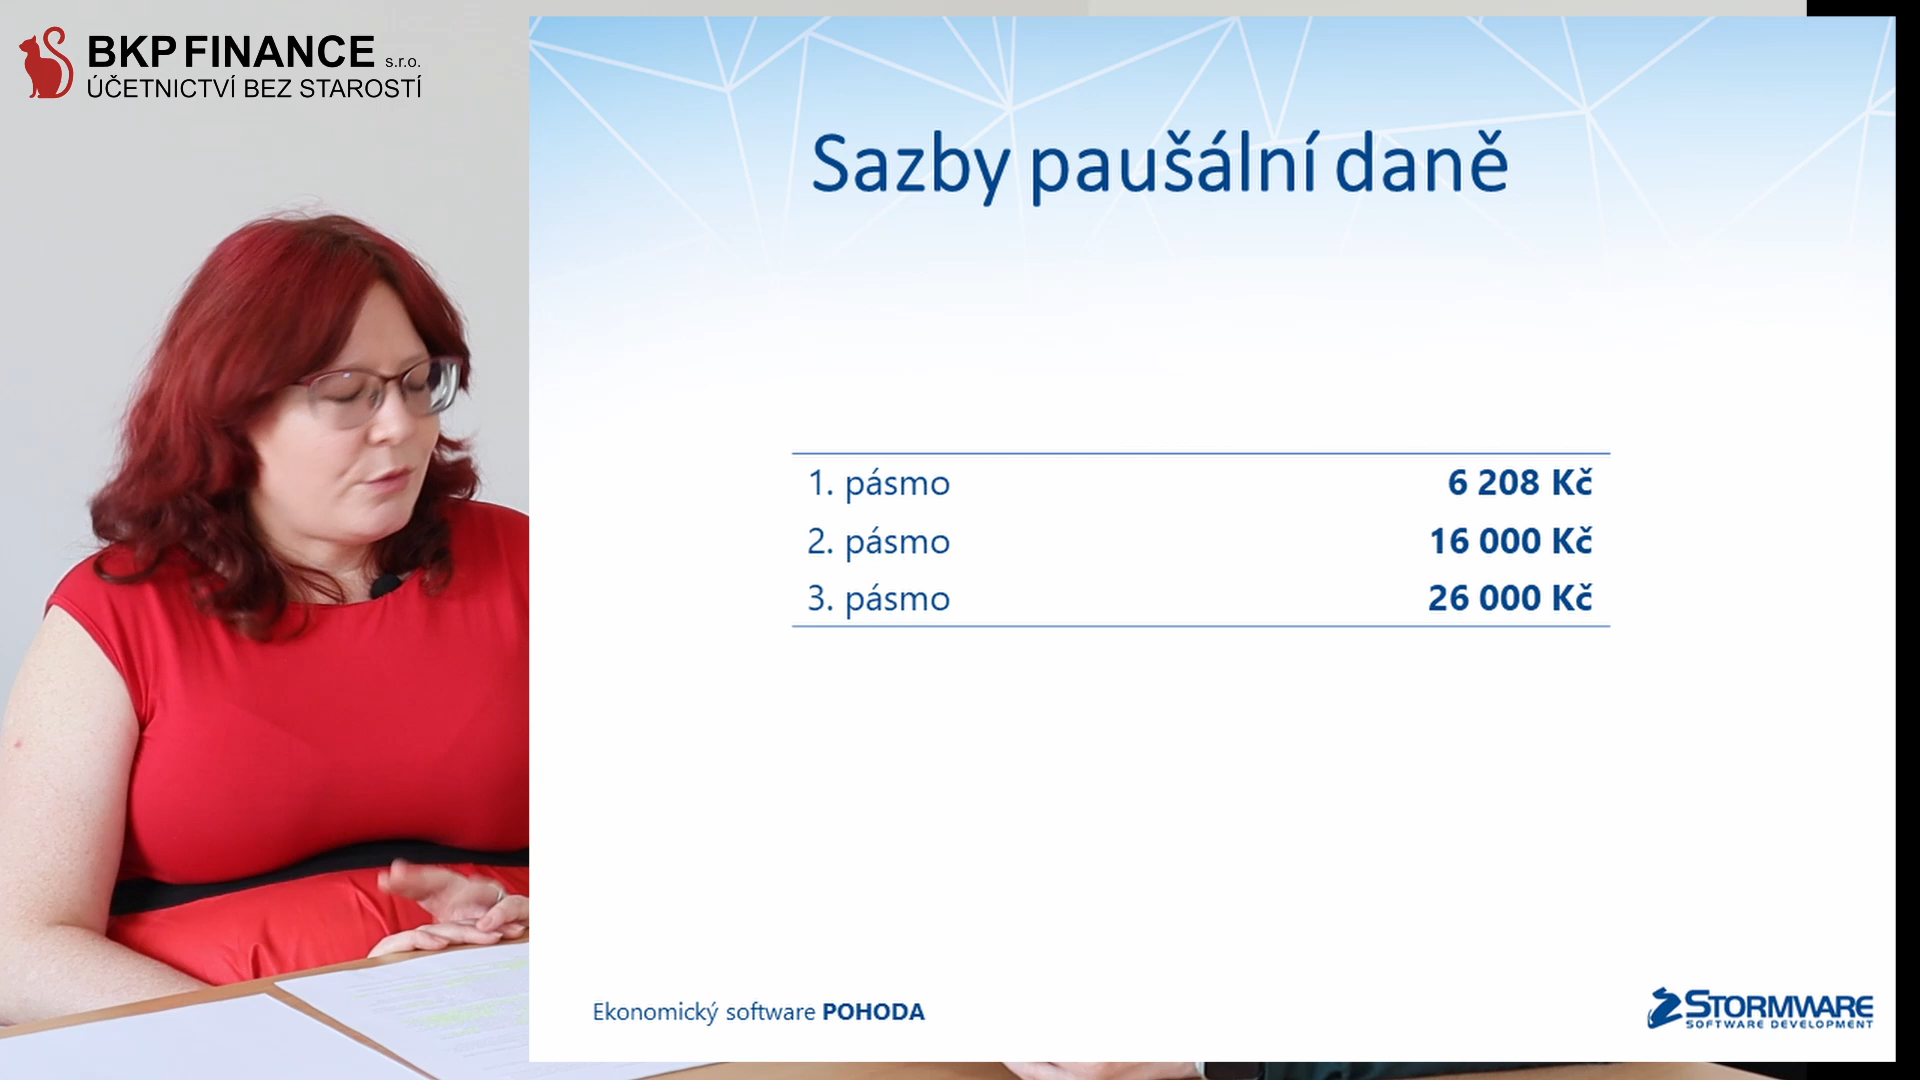 BKP FINANCE s.r.o.
ÚČETNICTVÍ BEZ STAROSTÍ
Sazby paušální daně
1. pásmo 6 208 Kč
2. pásmo 16 000 Kč
3. pásmo 26 000 Kč
Ekonomický software POHODA
STORMWARE
SOFTWARE DEVELOPMENT